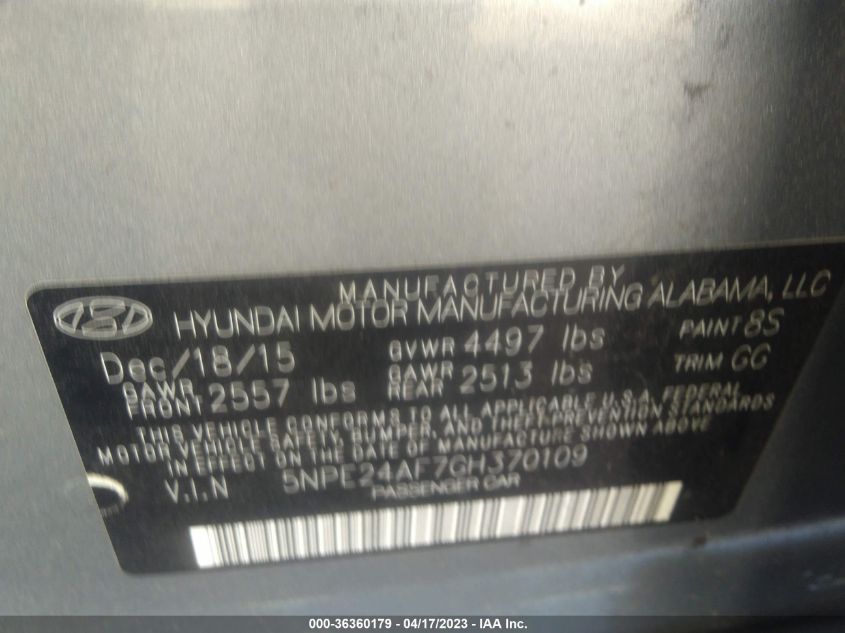 MANUFACTURED BY
HYUNDAI MOTOR MANUFACTURING ALABAMA, LLC
Dec/18/15 GVWR 4497 lbs PAINT 8S
GAWR FRONT 2557 lbs GAWR REAR 2513 lbs TRIM GG
THIS VEHICLE CONFORMS TO ALL APPLICABLE U.S.A. FEDERAL
MOTOR VEHICLE SAFETY, BUMPER, AND THEFT PREVENTION STANDARDS
IN EFFECT ON THE DATE OF MANUFACTURE SHOWN ABOVE
V.I.N 5NPE24AF7GH370109
PASSENGER CAR
000-36360179 - 04/17/2023 - IAA Inc.